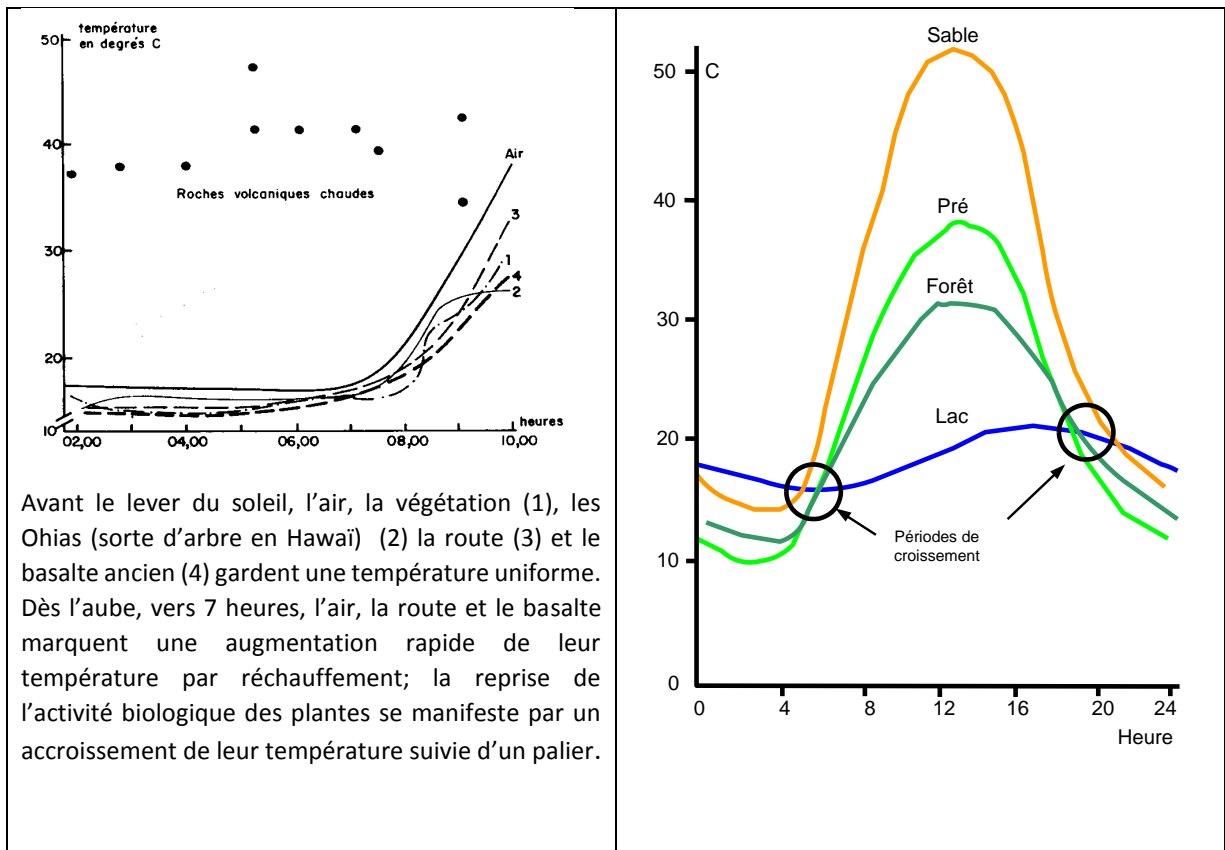 température
en degrés C
50
40
30
20
10
Roches volcaniques chaudes
Air
3
1
4
2
heures
02,00
04,00
06,00
08,00
10,00
Avant le lever du soleil, l’air, la végétation (1), les
Ohias (sorte d’arbre en Hawaï) (2) la route (3) et le
basalte ancien (4) gardent une température uniforme.
Dès l’aube, vers 7 heures, l’air, la route et le basalte
marquent une augmentation rapide de leur
température par réchauffement; la reprise de
l’activité biologique des plantes se manifeste par un
accroissement de leur température suivie d’un palier.
Sable
50
C
40
Pré
Forêt
30
Lac
20
Périodes de
croissement
10
0
0
4
8
12
16
20
24
Heure